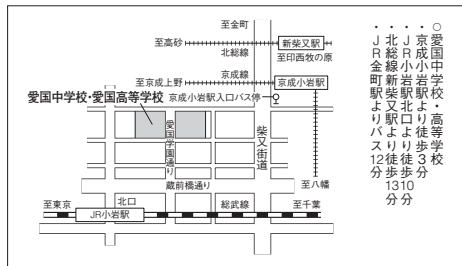 ○愛国中学校・高等学校
・京成小岩駅より徒歩3分
・JR小岩駅北口より徒歩10分
・北総線新柴又駅より徒歩13分
・JR金町駅よりバス12分
至金町
至高砂
北総線
新柴又駅
至印西牧の原
京成線
至京成上野
京成小岩駅
愛国中学校・愛国高等学校
京成小岩駅入口バス停
愛国学園通り
柴又街道
至八幡
蔵前橋通り
至東京
北口
総武線
至千葉
JR小岩駅